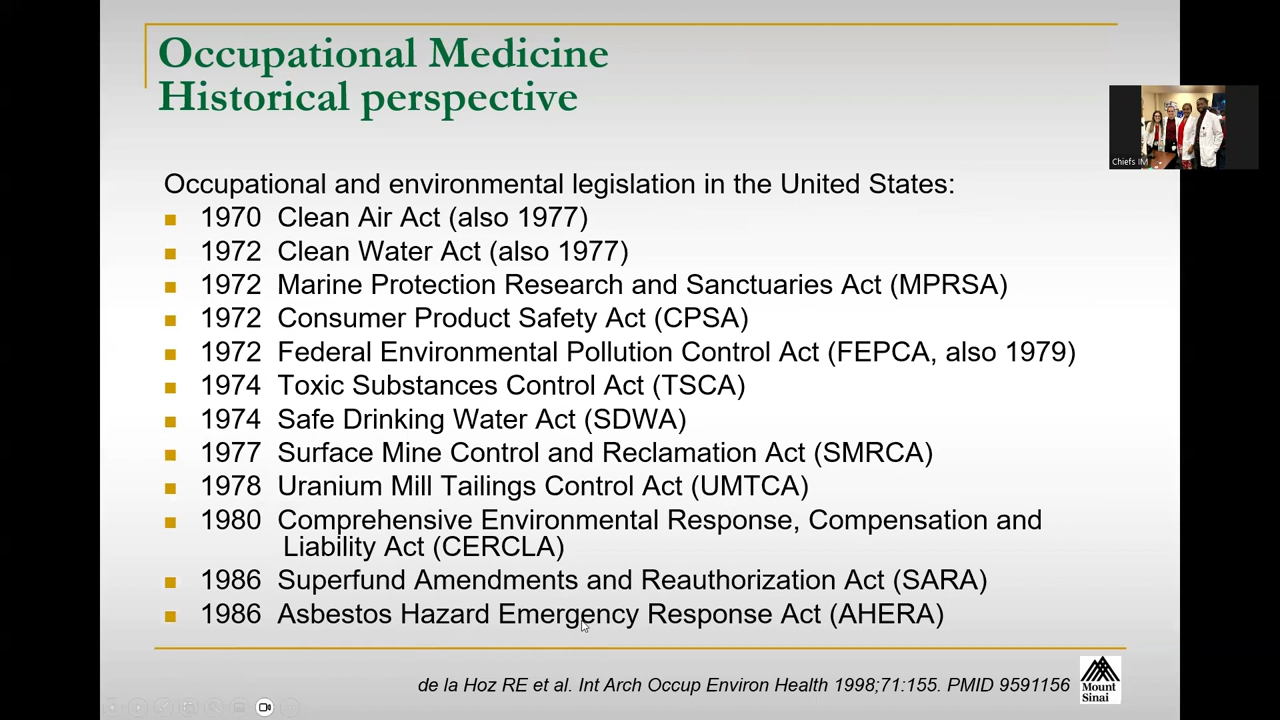 Occupational Medicine
Historical perspective
Chiefs IM
Occupational and environmental legislation in the United States:
1970 Clean Air Act (also 1977)
1972 Clean Water Act (also 1977)
1972 Marine Protection Research and Sanctuaries Act (MPRSA)
1972 Consumer Product Safety Act (CPSA)
1972 Federal Environmental Pollution Control Act (FEPCA, also 1979)
1974 Toxic Substances Control Act (TSCA)
1974 Safe Drinking Water Act (SDWA)
1977 Surface Mine Control and Reclamation Act (SMRCA)
1978 Uranium Mill Tailings Control Act (UMTCA)
1980 Comprehensive Environmental Response, Compensation and
Liability Act (CERCLA)
1986 Superfund Amendments and Reauthorization Act (SARA)
1986 Asbestos Hazard Emergency Response Act (AHERA)
de la Hoz RE et al. Int Arch Occup Environ Health 1998;71:155. PMID 9591156
Mount
Sinai